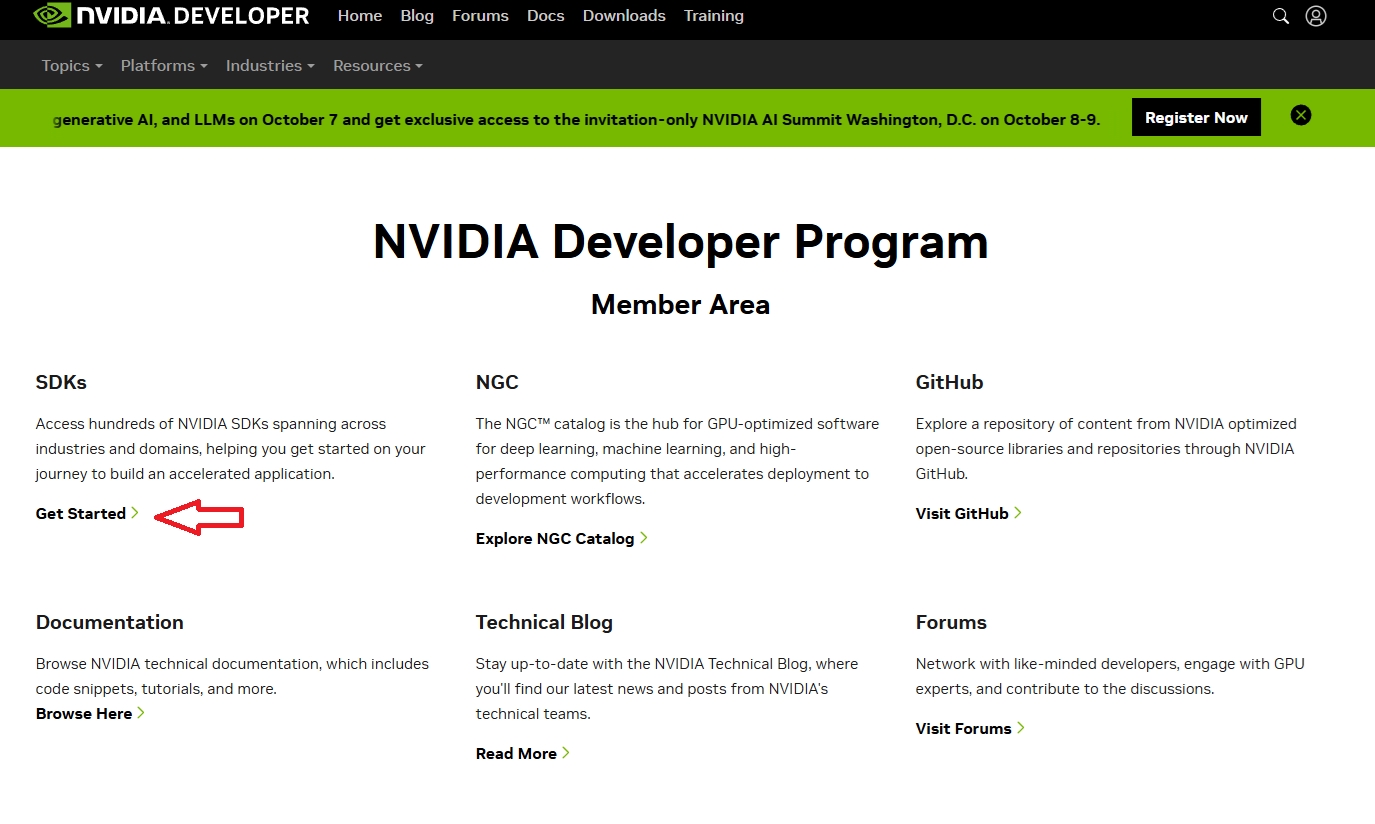 NVIDIA. DEVELOPER Home Blog Forums Docs Downloads Training
Topics Platforms Industries Resources
generative AI, and LLMs on October 7 and get exclusive access to the invitation-only NVIDIA AI Summit Washington, D.C. on October 8-9. Register Now
NVIDIA Developer Program
Member Area
SDKs
Access hundreds of NVIDIA SDKs spanning across
industries and domains, helping you get started on your
journey to build an accelerated application.
Get Started
NGC
The NGC™ catalog is the hub for GPU-optimized software
for deep learning, machine learning, and high-
performance computing that accelerates deployment to
development workflows.
Explore NGC Catalog
GitHub
Explore a repository of content from NVIDIA optimized
open-source libraries and repositories through NVIDIA
GitHub.
Visit GitHub
Documentation
Browse NVIDIA technical documentation, which includes
code snippets, tutorials, and more.
Browse Here
Technical Blog
Stay up-to-date with the NVIDIA Technical Blog, where
you'll find our latest news and posts from NVIDIA's
technical teams.
Read More
Forums
Network with like-minded developers, engage with GPU
experts, and contribute to the discussions.
Visit Forums